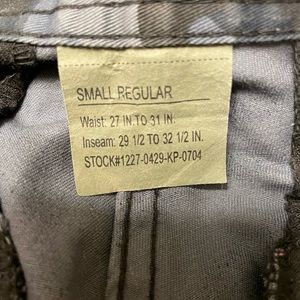 SMALL REGULAR
Waist: 27 IN TO 31 IN.
Inseam: 29 1/2 TO 32 1/2 IN.
STOCK#1227-0429-KP-0704